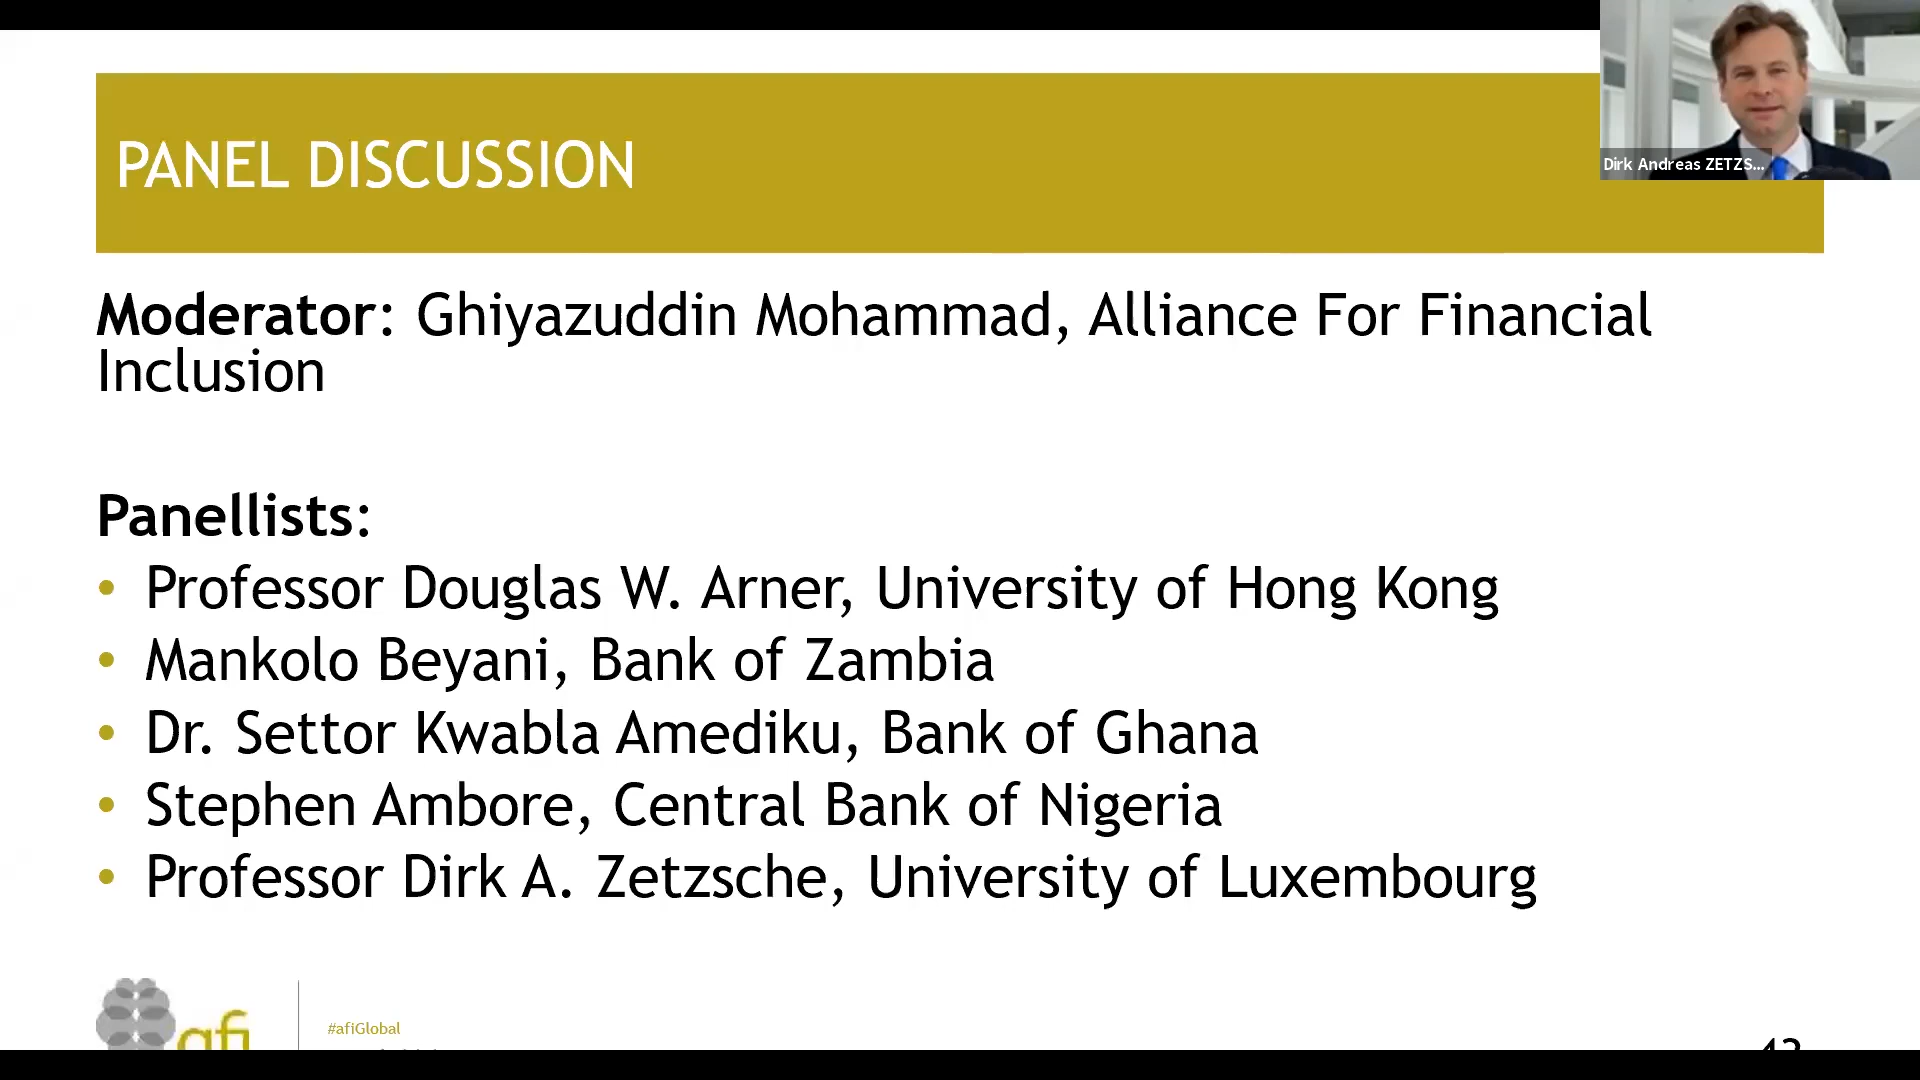 Dirk Andreas ZETZS...
PANEL DISCUSSION
Moderator: Ghiyazuddin Mohammad, Alliance For Financial
Inclusion
Panellists:
• Professor Douglas W. Arner, University of Hong Kong
• Mankolo Beyani, Bank of Zambia
• Dr. Settor Kwabla Amediku, Bank of Ghana
• Stephen Ambore, Central Bank of Nigeria
• Professor Dirk A. Zetzsche, University of Luxembourg
afi
#afiGlobal